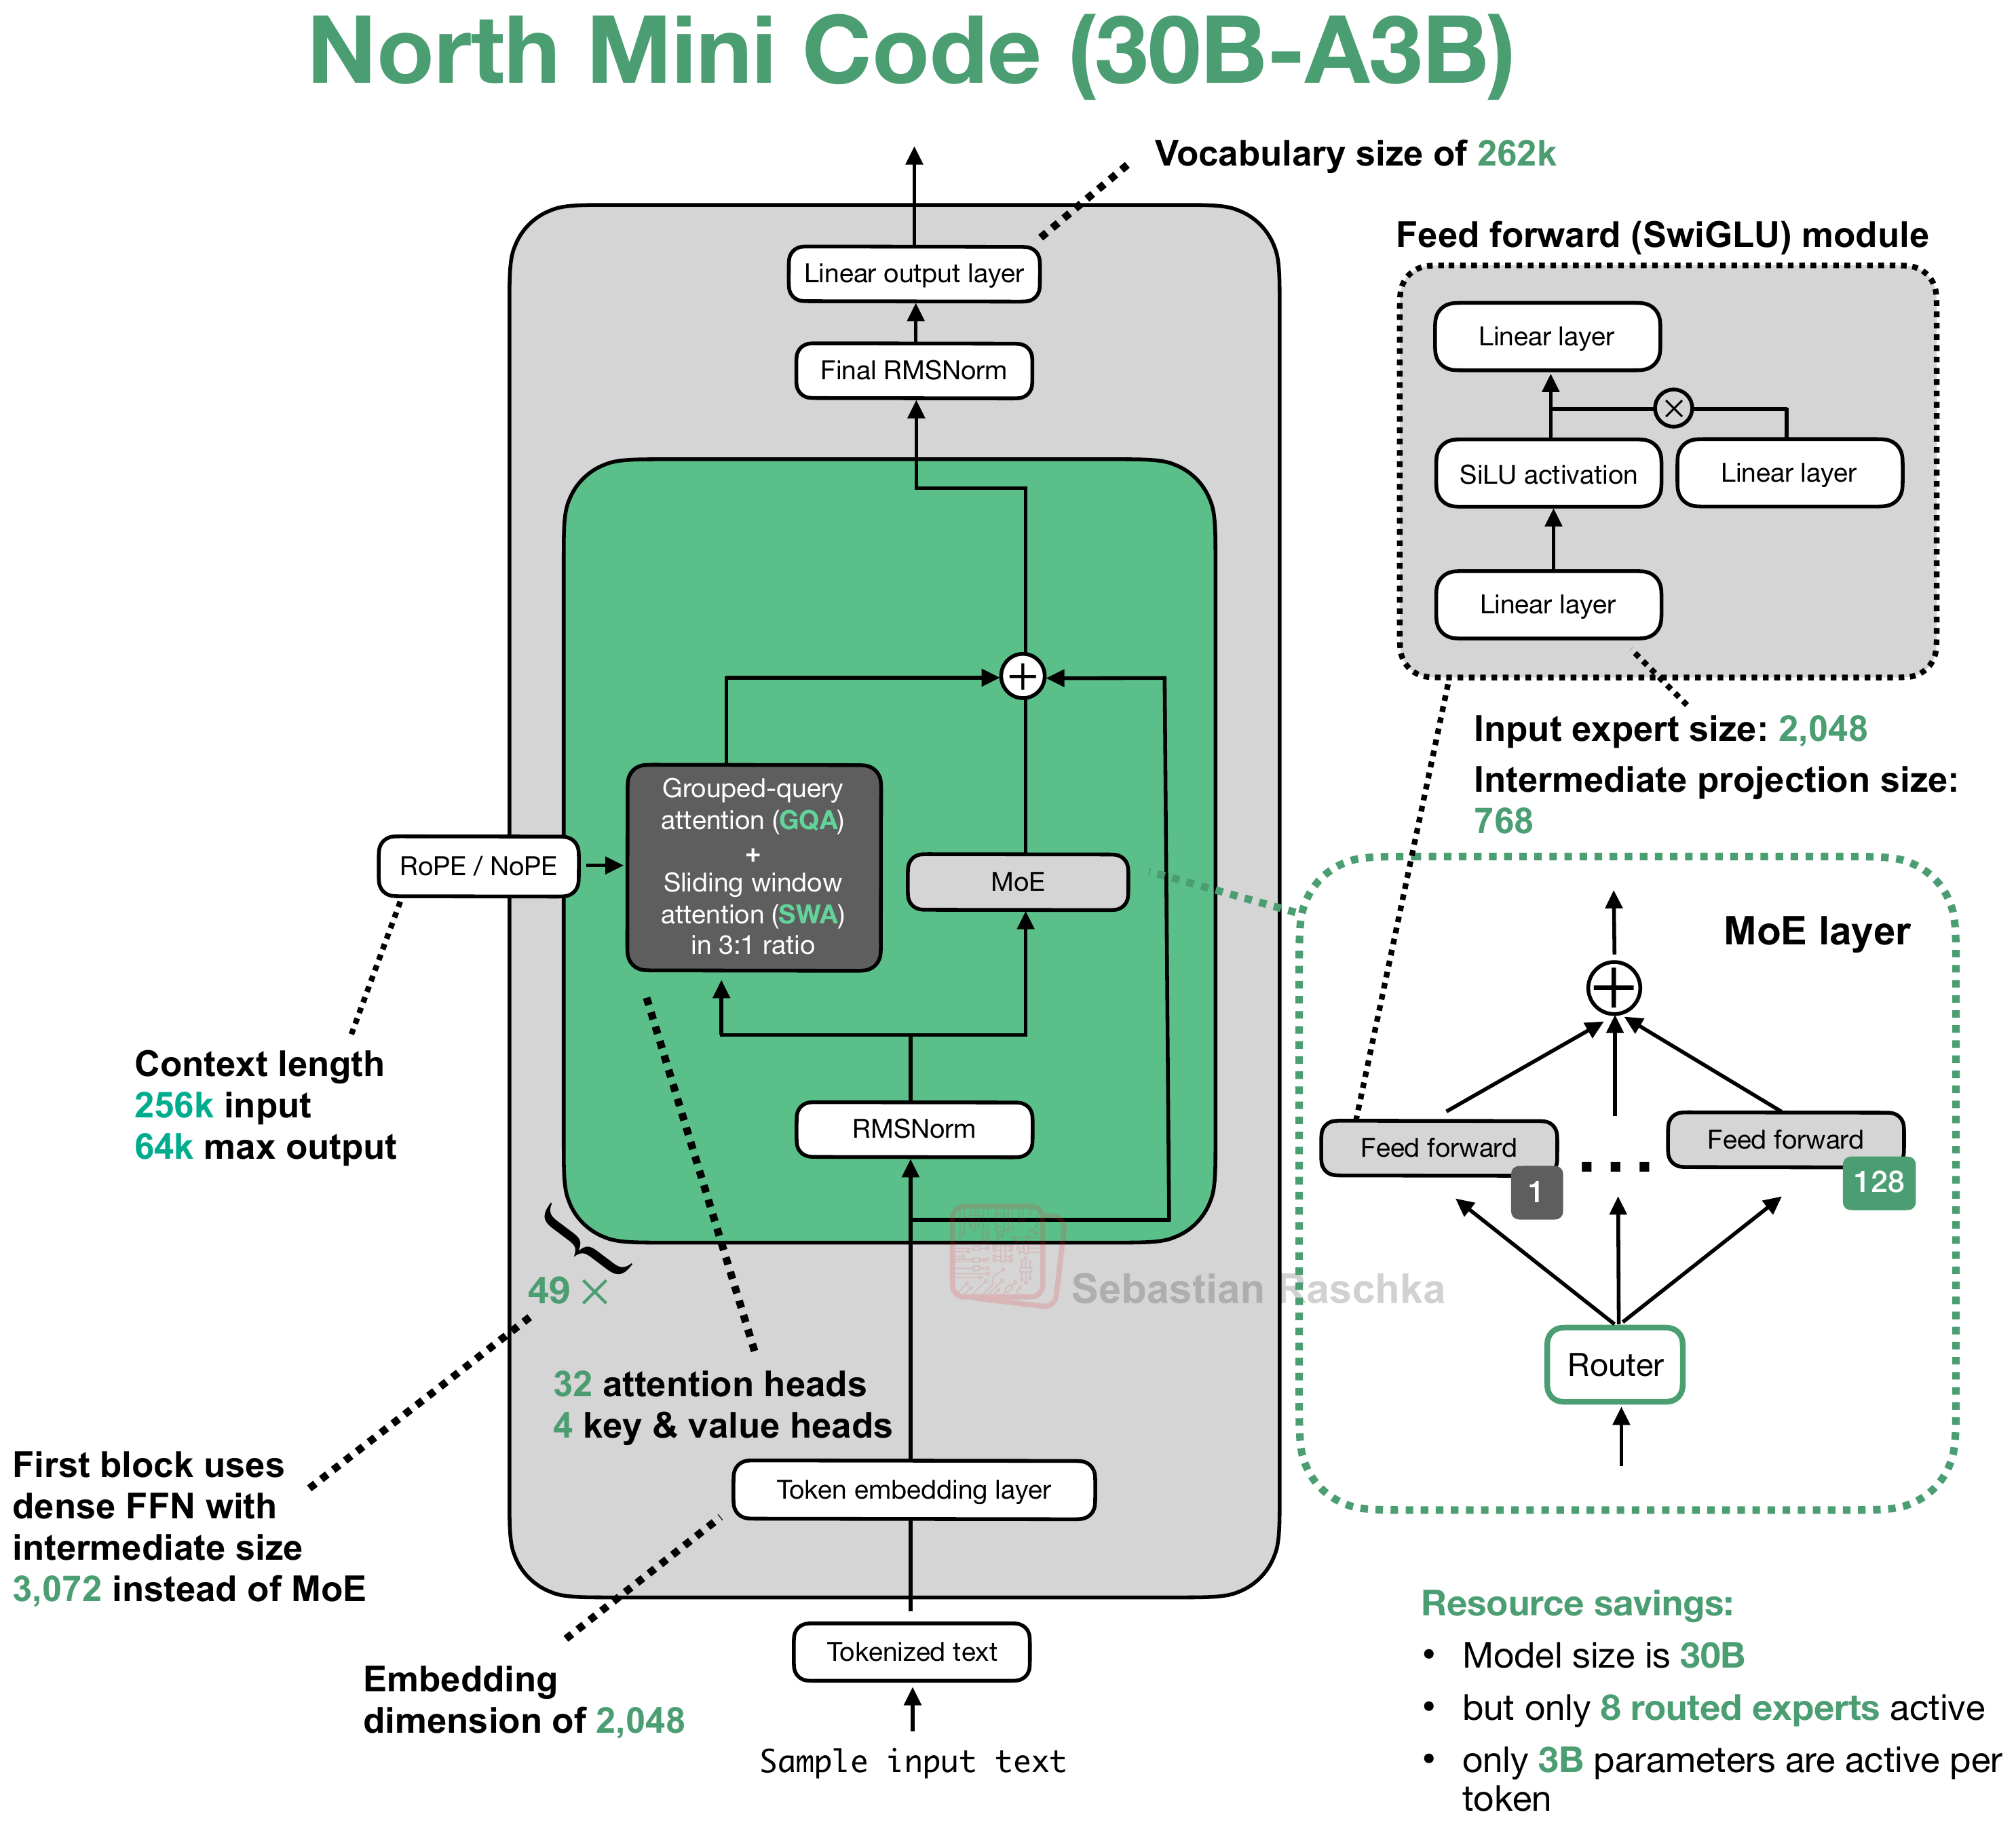 North Mini Code (30B-A3B)
Vocabulary size of 262k
Linear output layer
Final RMSNorm
Feed forward (SwiGLU) module
Linear layer
SiLU activation
Linear layer
Linear layer
Input expert size: 2,048
Intermediate projection size:
768
Grouped-query
attention (GQA)
+
Sliding window
attention (SWA)
in 3:1 ratio
RoPE / NoPE
MoE
Context length
256k input
64k max output
RMSNorm
MoE layer
Feed forward
1
...
Feed forward
128
Router
49 ×
Sebastian Raschka
32 attention heads
4 key & value heads
First block uses
dense FFN with
intermediate size
3,072 instead of MoE
Token embedding layer
Embedding
dimension of 2,048
Tokenized text
Sample input text
Resource savings:
• Model size is 30B
• but only 8 routed experts active
• only 3B parameters are active per
token